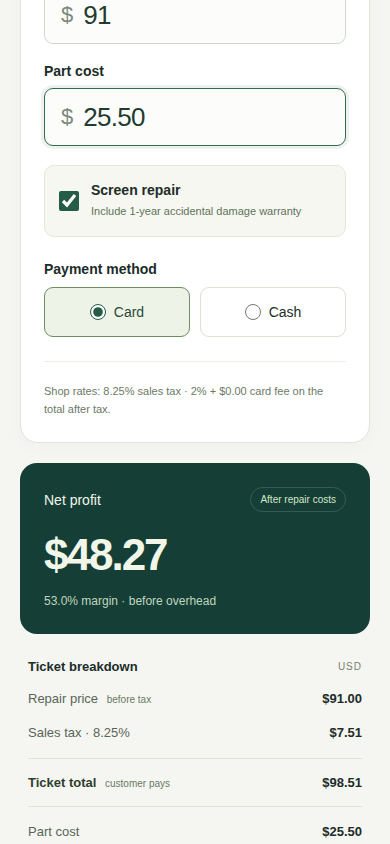 $ 91
Part cost
$ 25.50
Screen repair
Include 1-year accidental damage warranty
Payment method
Card
Cash
Shop rates: 8.25% sales tax · 2% + $0.00 card fee on the
total after tax.
Net profit
After repair costs
$48.27
53.0% margin · before overhead
Ticket breakdown
USD
Repair price before tax $91.00
Sales tax · 8.25% $7.51
Ticket total customer pays $98.51
Part cost $25.50